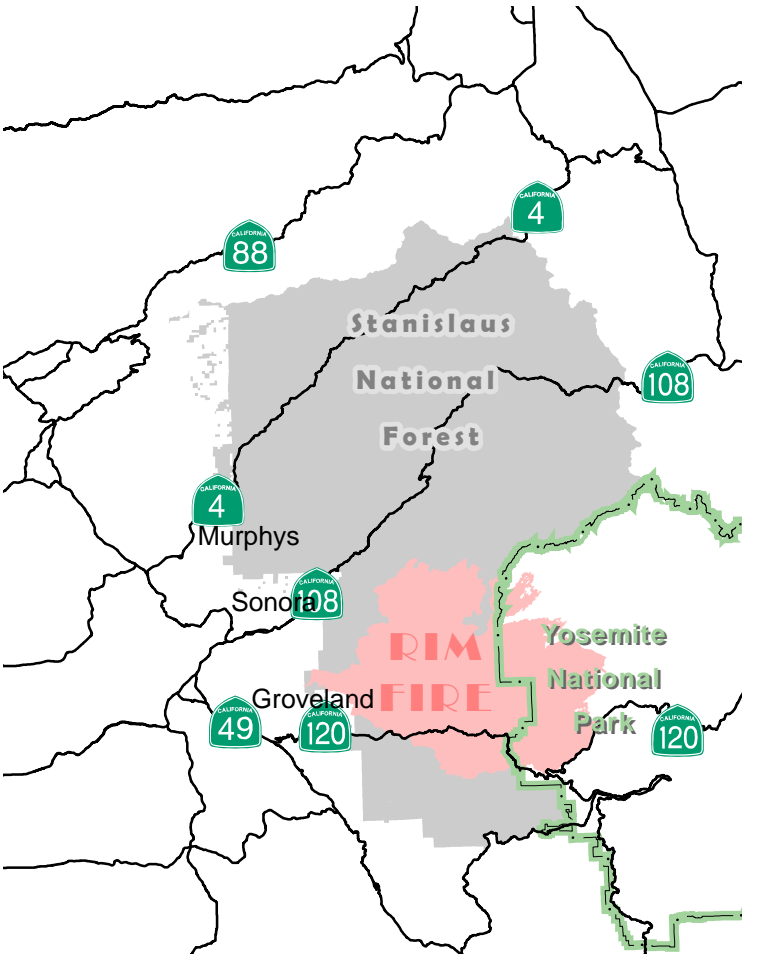 CALIFORNIA
4
CALIFORNIA
88
Stanislaus
National
Forest
CALIFORNIA
108
CALIFORNIA
4
Murphys
CALIFORNIA
108
Sonora
RIM
FIRE
Yosemite
National
Park
Groveland
CALIFORNIA
49
CALIFORNIA
120
CALIFORNIA
120